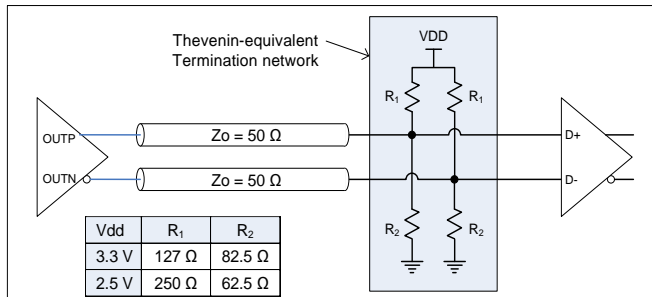 Thevenin-equivalent
Termination network
VDD
R1 R1
OUTP
Zo = 50 Ω
D+
OUTN
Zo = 50 Ω
D-
R2 R2
Vdd R1 R2
3.3 V 127 Ω 82.5 Ω
2.5 V 250 Ω 62.5 Ω